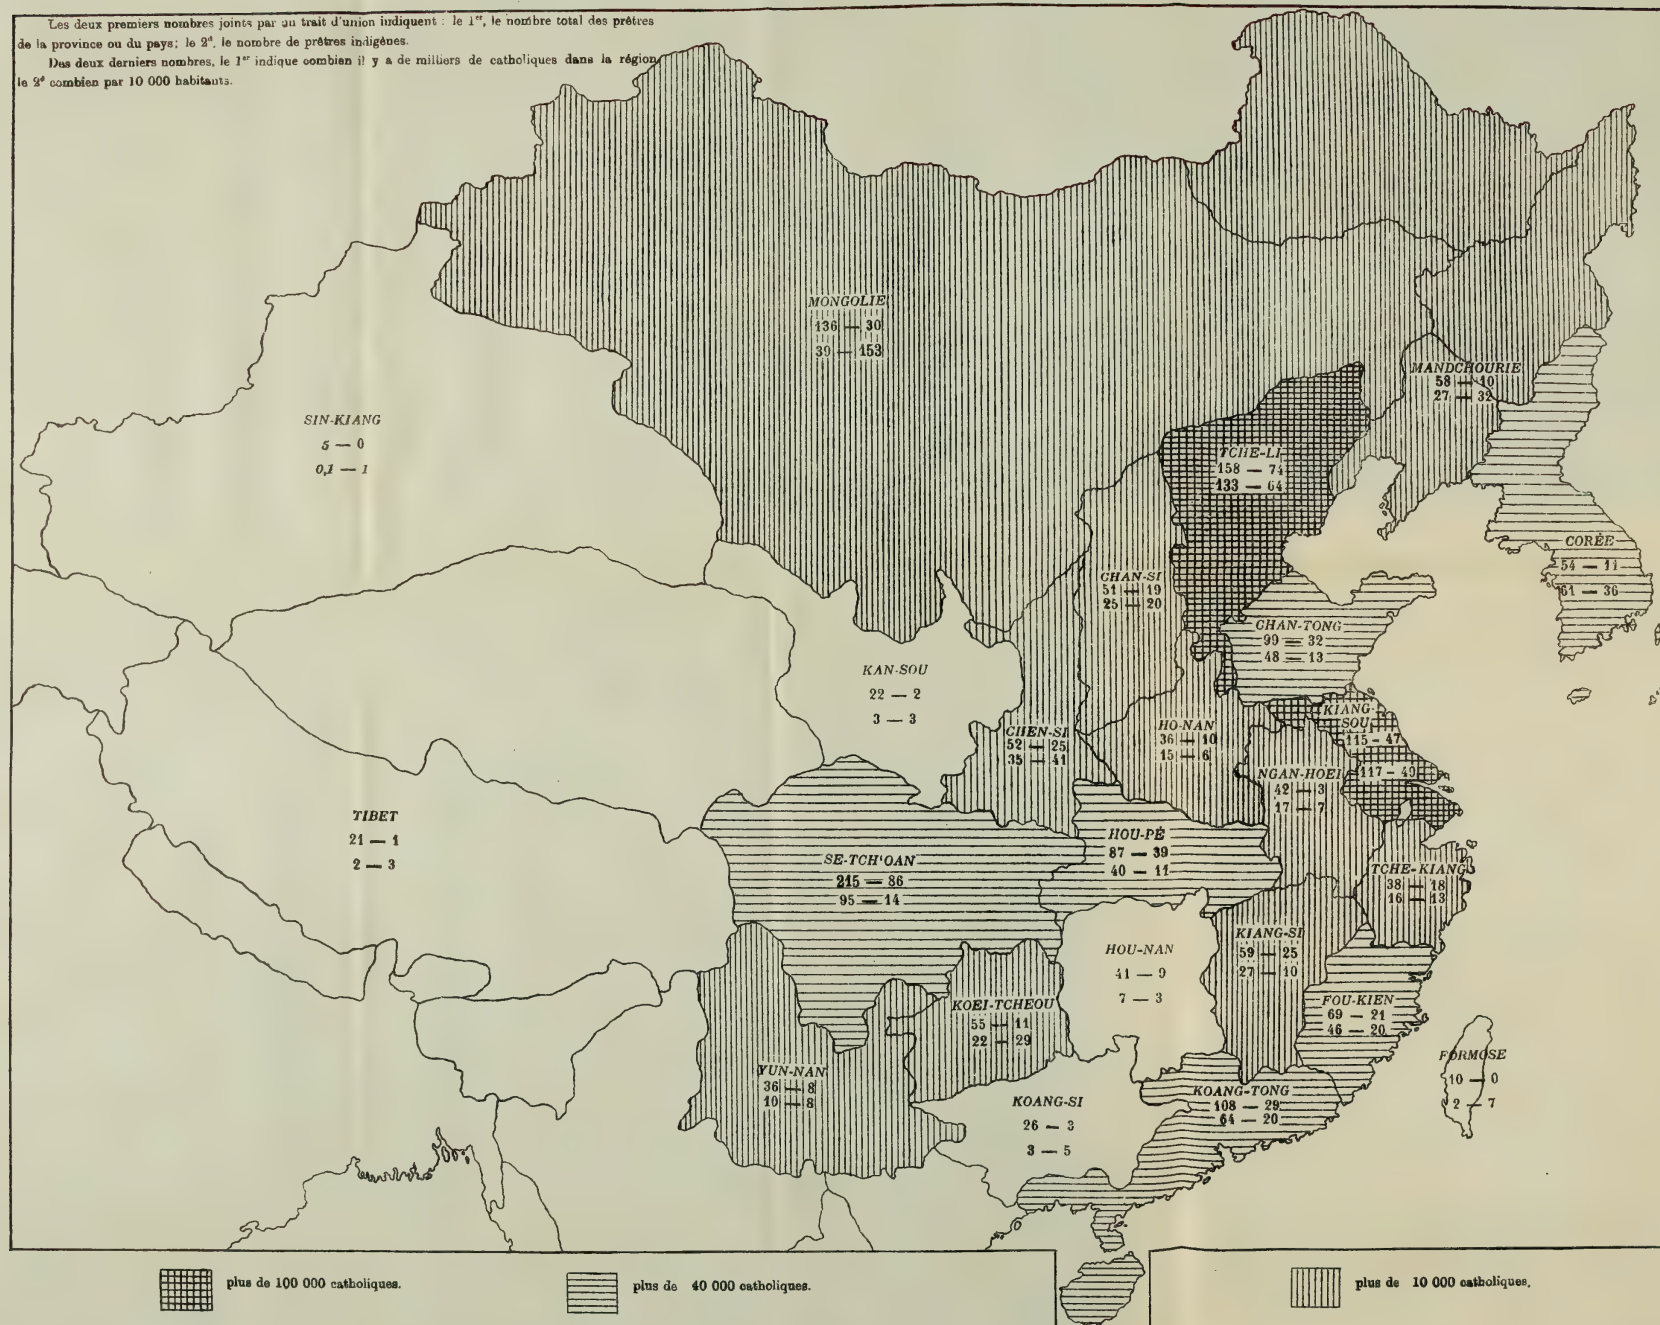 Les deux premiers nombres joints par un trait d'union indiquent : le 1er, le nombre total des prêtres
de la province ou du pays; le 2d, le nombre de prêtres indigènes.
Des deux derniers nombres, le 1er indique combien il y a de milliers de catholiques dans la région,
le 2d combien par 10 000 habitants.
MONGOLIE
136 — 30
39 — 153
MANDCHOURIE
58 — 10
27 — 32
SIN-KIANG
5 — 0
0,1 — 1
TCHE-LI
158 — 74
133 — 64
CORÉE
54 — 11
61 — 36
CHAN-SI
51 — 19
25 — 20
CHAN-TONG
99 — 32
48 — 13
KAN-SOU
22 — 2
3 — 3
CHEN-SI
52 — 25
35 — 41
HO-NAN
36 — 10
15 — 6
KIANG-
SOU
115 — 47
117 — 49
NGAN-HOEI
42 — 3
17 — 7
TIBET
21 — 1
2 — 3
SE-TCH'OAN
215 — 86
95 — 14
HOU-PÉ
87 — 39
40 — 11
TCHE-KIANG
38 — 18
16 — 13
HOU-NAN
41 — 9
7 — 3
KIANG-SI
59 — 25
27 — 10
KOEI-TCHEOU
55 — 11
22 — 29
FOU-KIEN
69 — 21
46 — 20
YUN-NAN
36 — 8
10 — 8
FORMOSE
10 — 0
2 — 7
KOANG-SI
26 — 3
3 — 5
KOANG-TONG
108 — 29
64 — 20
plus de 100 000 catholiques.
plus de 40 000 catholiques.
plus de 10 000 catholiques.